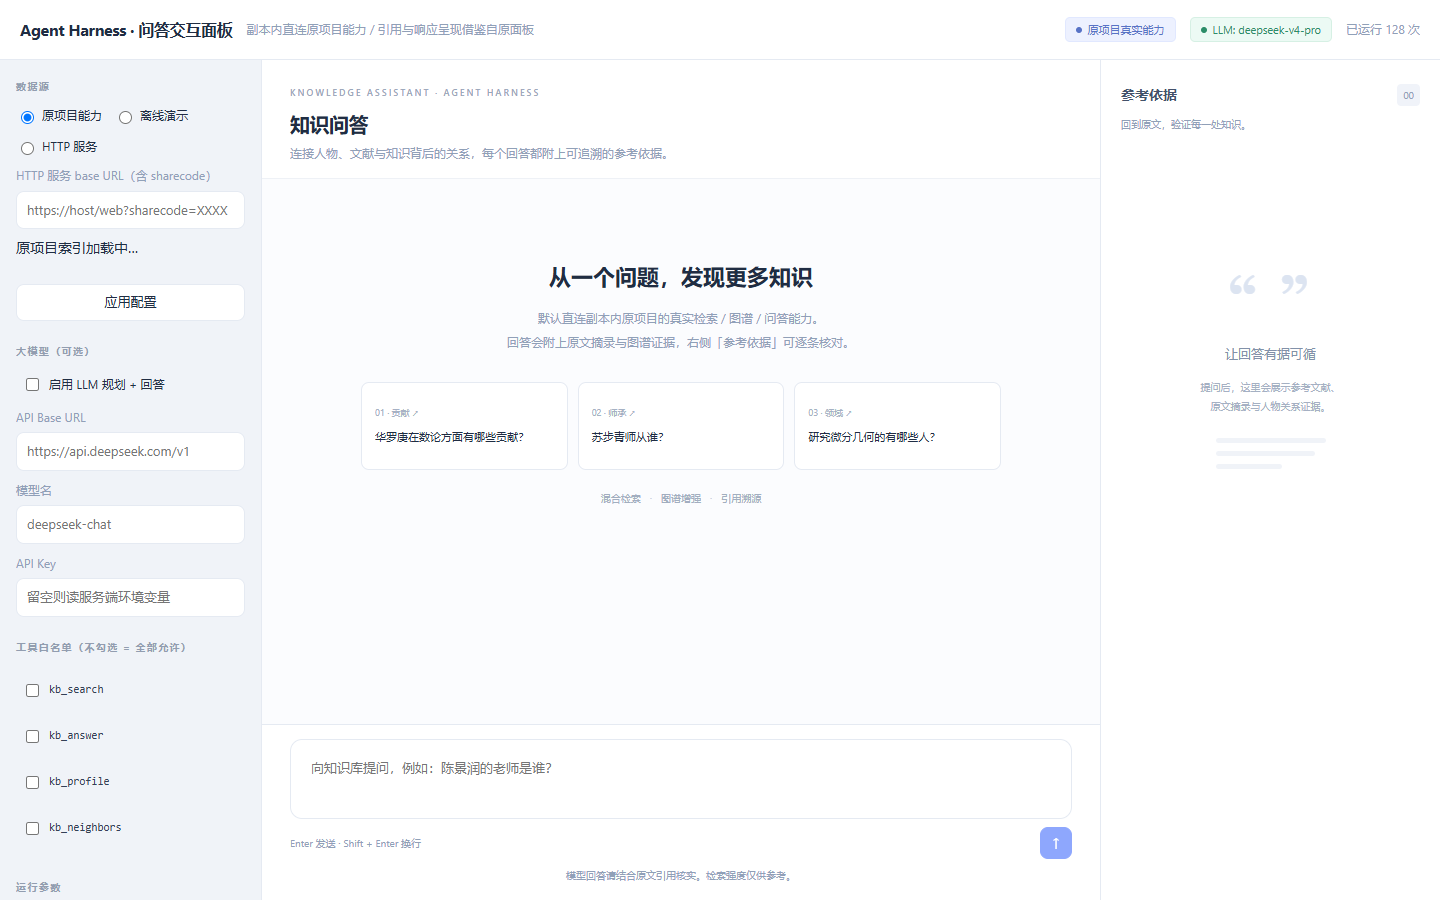 Agent Harness · 问答交互面板
副本内直连原项目能力 / 引用与响应呈现借鉴自原面板
原项目真实能力
LLM: deepseek-v4-pro
已运行 128 次
数据源
原项目能力
离线演示
HTTP 服务
HTTP 服务 base URL（含 sharecode）
https://host/web?sharecode=XXXX
原项目索引加载中...
应用配置
大模型（可选）
启用 LLM 规划 + 回答
API Base URL
https://api.deepseek.com/v1
模型名
deepseek-chat
API Key
留空则读服务端环境变量
工具白名单（不勾选 = 全部允许）
kb_search
kb_answer
kb_profile
kb_neighbors
运行参数
KNOWLEDGE ASSISTANT · AGENT HARNESS
知识问答
连接人物、文献与知识背后的关系，每个回答都附上可追溯的参考依据。
从一个问题，发现更多知识
默认直连副本内原项目的真实检索 / 图谱 / 问答能力。
回答会附上原文摘录与图谱证据，右侧「参考依据」可逐条核对。
01 · 贡献 ↗
华罗庚在数论方面有哪些贡献？
02 · 师承 ↗
苏步青师从谁？
03 · 领域 ↗
研究微分几何的有哪些人？
混合检索 · 图谱增强 · 引用溯源
向知识库提问，例如：陈景润的老师是谁？
Enter 发送 · Shift + Enter 换行
↑
模型回答请结合原文引用核实。检索强度仅供参考。
参考依据
00
回到原文，验证每一处知识。
“ ”
让回答有据可循
提问后，这里会展示参考文献、
原文摘录与人物关系证据。